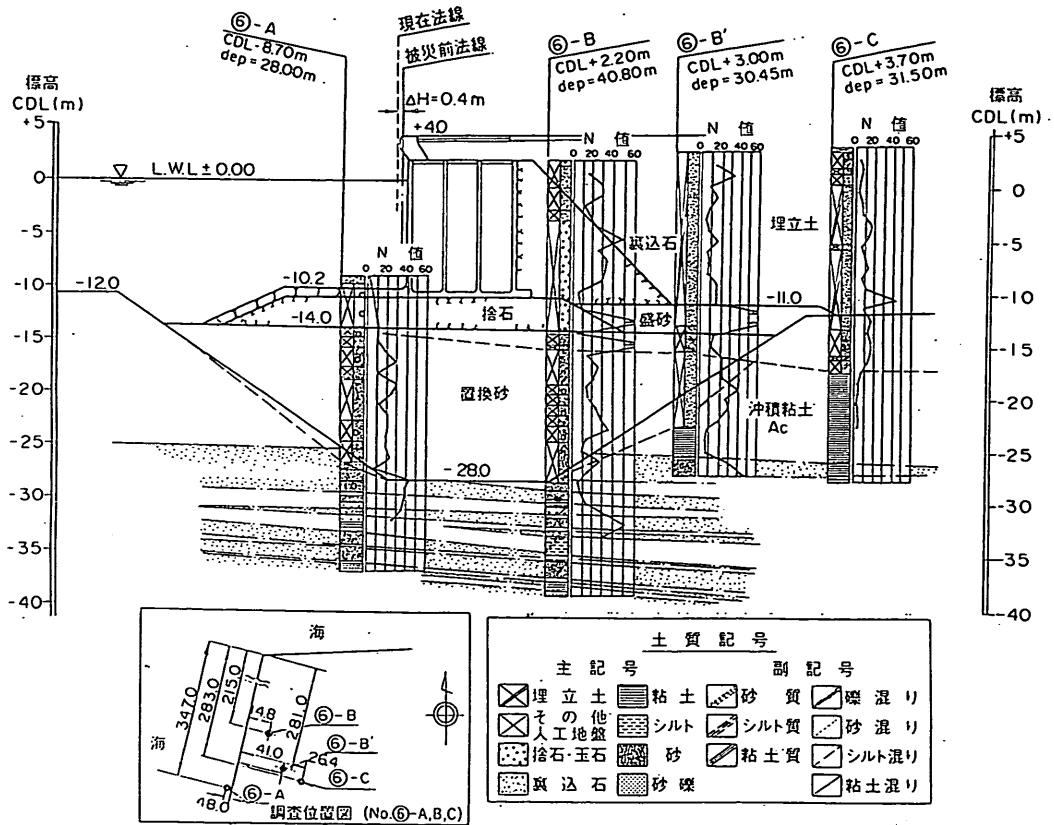 ⑥-A
CDL-8.70m
dep=28.00m
現在法線
被災前法線
⑥-B
CDL+2.20m
dep=40.80m
⑥-B'
CDL+3.00m
dep=30.45m
⑥-C
CDL+3.70m
dep=31.50m
標高
CDL(m)
標高
CDL(m)
ΔH=0.4m
+4.0
L.W.L±0.00
N 値
0 20 40 60
N 値
0 20 40 60
N 値
0 20 40 60
N 値
0 20 40 60
+5
0
-5
-10
-15
-20
-25
-30
-35
-40
+5
0
-5
-10
-15
-20
-25
-30
-35
-40
裏込石
埋立土
-12.0
-10.2
-11.0
-14.0
捨石
盛砂
置換砂
沖積粘土
Ac
-28.0
海
海
347.0
283.0
215.0
281.0
14.8
41.0
26.4
48.0
⑥-B
⑥-B'
⑥-C
⑥-A
調査位置図 (No.⑥-A,B,C)
土質記号
主記号
副記号
埋立土
粘土
砂質
礫混り
その他
人工地盤
シルト
シルト質
砂混り
捨石・玉石
砂
粘土質
シルト混り
裏込石
砂礫
粘土混り